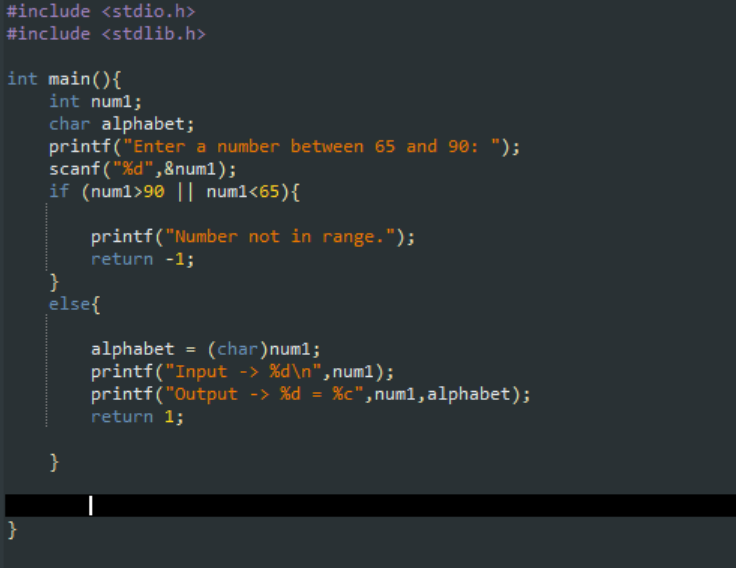 #include <stdio.h>
#include <stdlib.h>
int main(){
int num1;
char alphabet;
printf("Enter a number between 65 and 90: ");
scanf("%d",&num1);
if (num1>90 || num1<65){
printf("Number not in range.");
return -1;
}
else{
alphabet = (char)num1;
printf("Input -> %d\n",num1);
printf("Output -> %d = %c",num1,alphabet);
return 1;
}
}